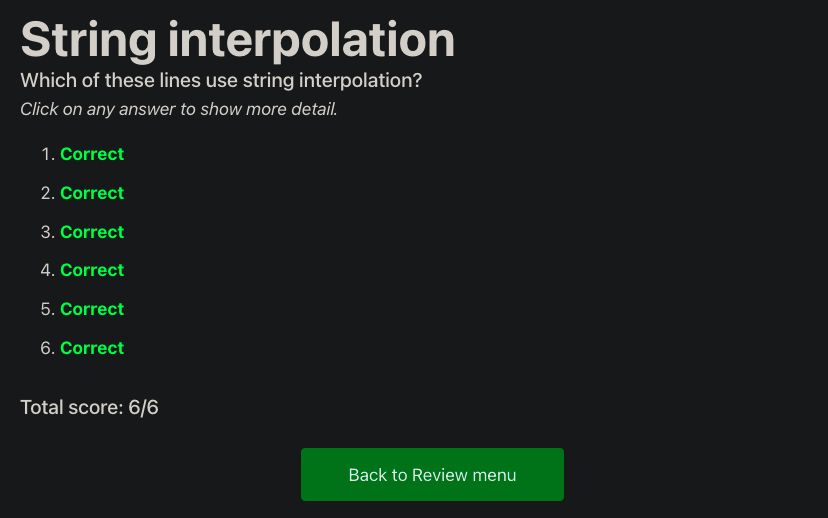 String interpolation
Which of these lines use string interpolation?
Click on any answer to show more detail.
1. Correct
2. Correct
3. Correct
4. Correct
5. Correct
6. Correct
Total score: 6/6
Back to Review menu